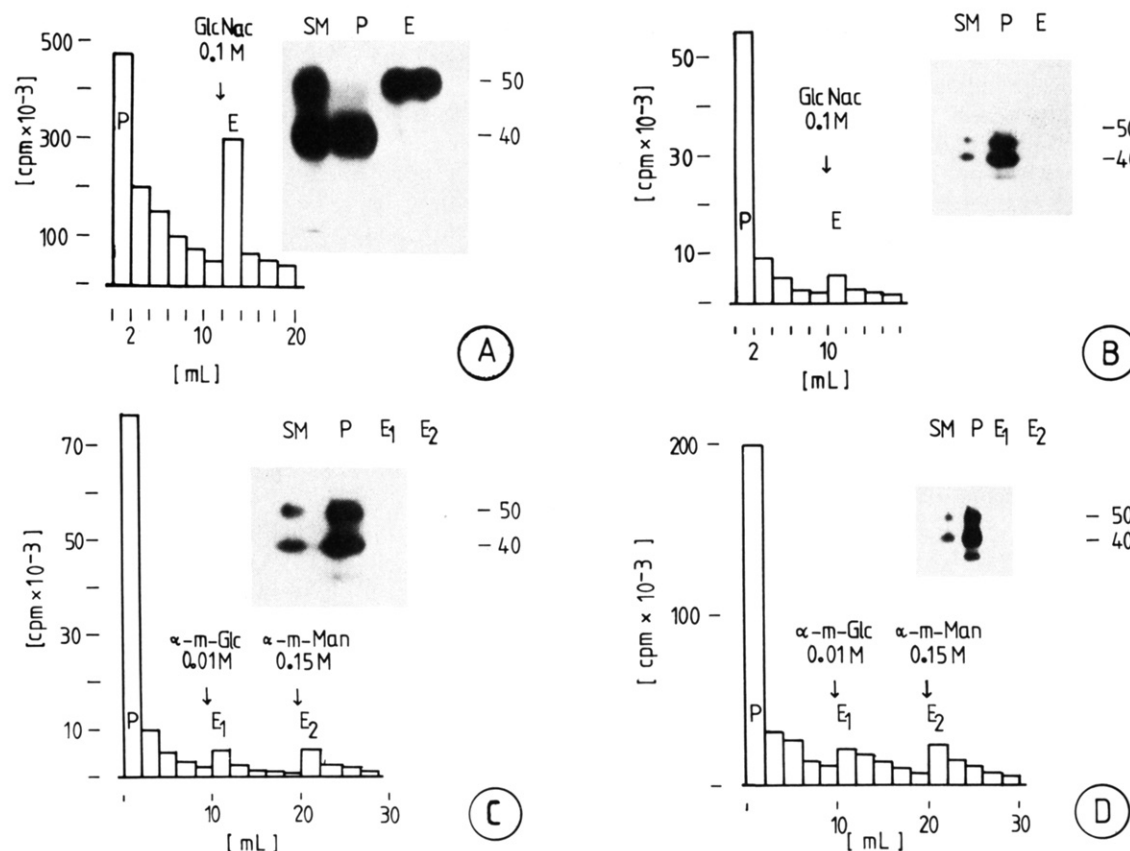 GlcNac
0.1M
SM P E
500
300
100
[cpm×10⁻³]
P
E
- 50
- 40
2 10 20
[mL]
A
GlcNac
0.1M
SM P E
50
30
10
[cpm×10⁻³]
P
E
-50
-40
2 10
[mL]
B
SM P E₁ E₂
70
50
30
10
[cpm×10⁻³]
- 50
- 40
α-m-Glc
0.01M
α-m-Man
0.15M
P
E₁
E₂
10 30
[mL]
C
SM P E₁ E₂
200
100
[cpm × 10⁻³]
- 50
- 40
α-m-Glc
0.01M
α-m-Man
0.15M
P
E₁
E₂
10 20 30
[mL]
D